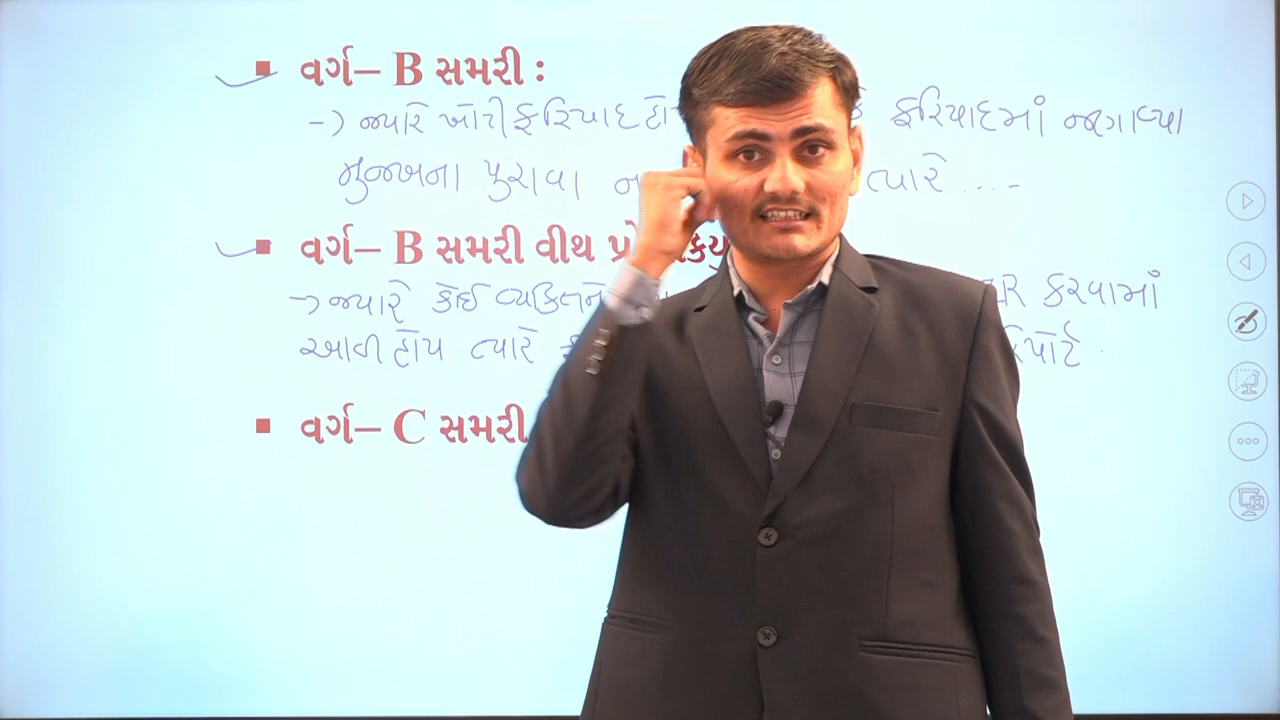 વર્ગ– B સમરી :
-> જ્યારે ખોટી ફરિયાદ ફરિયાદમાં જણાવ્યા
મુજબના પુરાવા ત્યારે ....-
વર્ગ– B સમરી વીથ
-> જ્યારે કોઈ વ્યક્તિને કરવામાં
આવી હોય ત્યારે
વર્ગ– C સમરી